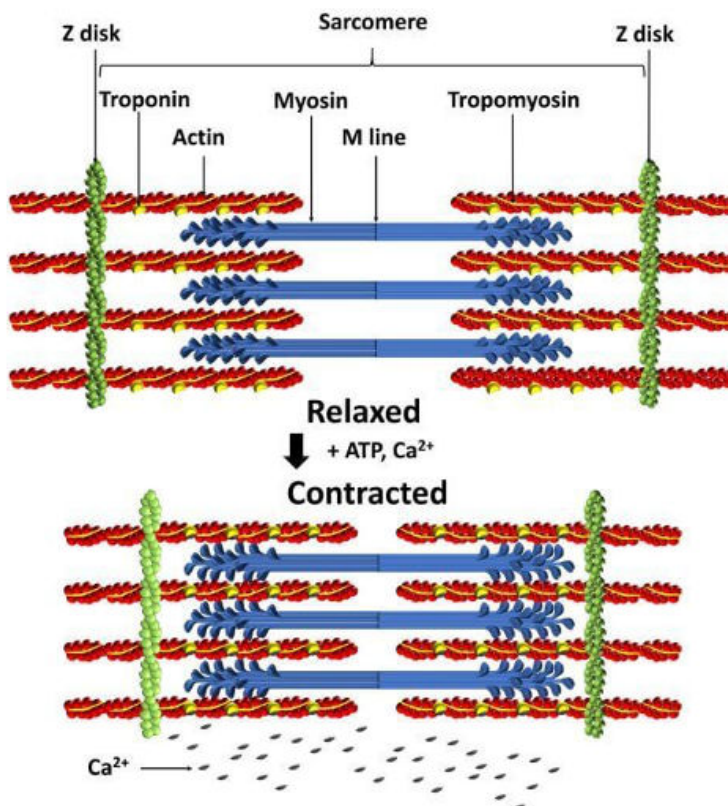 Sarcomere
Z disk
Z disk
Troponin
Myosin
Tropomyosin
Actin
M line
Relaxed
+ ATP, Ca²⁺
Contracted
Ca²⁺